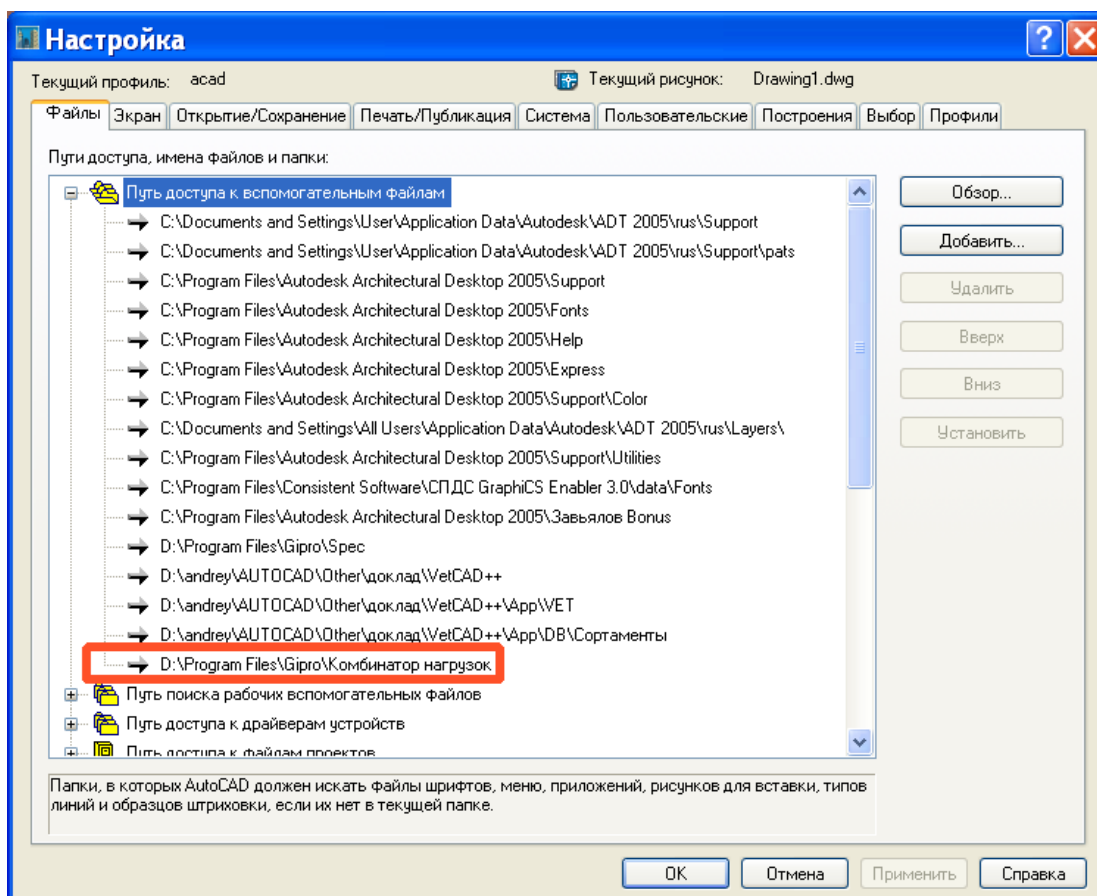 Настройка
Текущий профиль: acad Текущий рисунок: Drawing1.dwg
Файлы Экран Открытие/Сохранение Печать/Публикация Система Пользовательские Построения Выбор Профили
Пути доступа, имена файлов и папки:
Путь доступа к вспомогательным файлам
C:\Documents and Settings\User\Application Data\Autodesk\ADT 2005\rus\Support
C:\Documents and Settings\User\Application Data\Autodesk\ADT 2005\rus\Support\pats
C:\Program Files\Autodesk Architectural Desktop 2005\Support
C:\Program Files\Autodesk Architectural Desktop 2005\Fonts
C:\Program Files\Autodesk Architectural Desktop 2005\Help
C:\Program Files\Autodesk Architectural Desktop 2005\Express
C:\Program Files\Autodesk Architectural Desktop 2005\Support\Color
C:\Documents and Settings\All Users\Application Data\Autodesk\ADT 2005\rus\Layers\
C:\Program Files\Autodesk Architectural Desktop 2005\Support\Utilities
C:\Program Files\Consistent Software\СПДС GraphiCS Enabler 3.0\data\Fonts
C:\Program Files\Autodesk Architectural Desktop 2005\Завьялов Bonus
D:\Program Files\Gipro\Spec
D:\andrey\AUTOCAD\Other\доклад\VetCAD++
D:\andrey\AUTOCAD\Other\доклад\VetCAD++\App\VET
D:\andrey\AUTOCAD\Other\доклад\VetCAD++\App\DB\Сортаменты
D:\Program Files\Gipro\Комбинатор нагрузок
Путь поиска рабочих вспомогательных файлов
Путь доступа к драйверам устройств
Путь доступа к файлам проектов
Обзор...
Добавить...
Удалить
Вверх
Вниз
Установить
Папки, в которых AutoCAD должен искать файлы шрифтов, меню, приложений, рисунков для вставки, типов
линий и образцов штриховки, если их нет в текущей папке.
OK Отмена Применить Справка